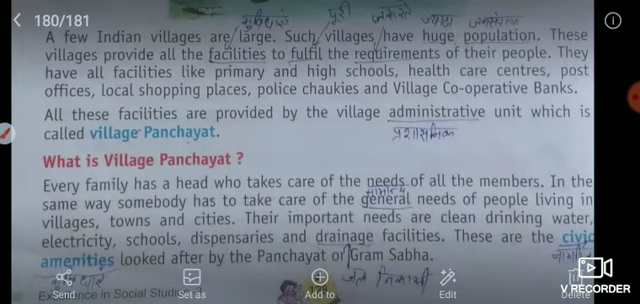 180/181
सुविधाएं पूरी जरूरतें ज्यादा जनसंख्या
A few Indian villages are/large. Such/villages/have huge population. These
villages provide all the facilities to fulfil the requirements of their people. They
have all facilities like primary and high schools, health care centres, post
offices, local shopping places, police chaukies and Village Co-operative Banks.
All these facilities are provided by the village administrative unit which is
called village Panchayat.
प्रशासनिक
What is Village Panchayat ?
Every family has a head who takes care of the needs of all the members. In the
सामान्य
same way somebody has to take care of the general needs of people living in
villages, towns and cities. Their important needs are clean drinking water,
electricity, schools, dispensaries and drainage facilities. These are the civic
amenities looked after by the Panchayat or Gram Sabha.
जल निकासी
in Social Studies
Send Set as Add to Edit Delete
V RECORDER